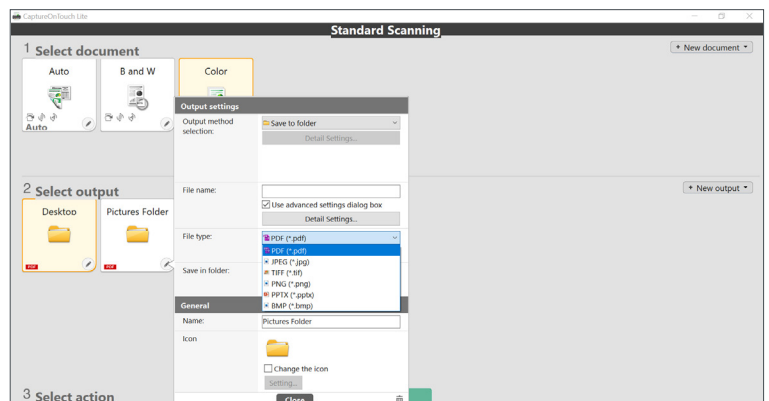 CaptureOnTouch Lite
Standard Scanning
1 Select document
+ New document
Auto
B and W
Color
Auto
Output settings
Output method selection:
Save to folder
Detail Settings...
2 Select output
+ New output
Desktop
Pictures Folder
PDF
PDF
File name:
Use advanced settings dialog box
Detail Settings...
File type:
PDF (*.pdf)
PDF (*.pdf)
JPEG (*.jpg)
TIFF (*.tif)
PNG (*.png)
PPTX (*.pptx)
BMP (*.bmp)
Save in folder:
General
Name:
Pictures Folder
Icon
Change the icon
Setting...
3 Select action
Close